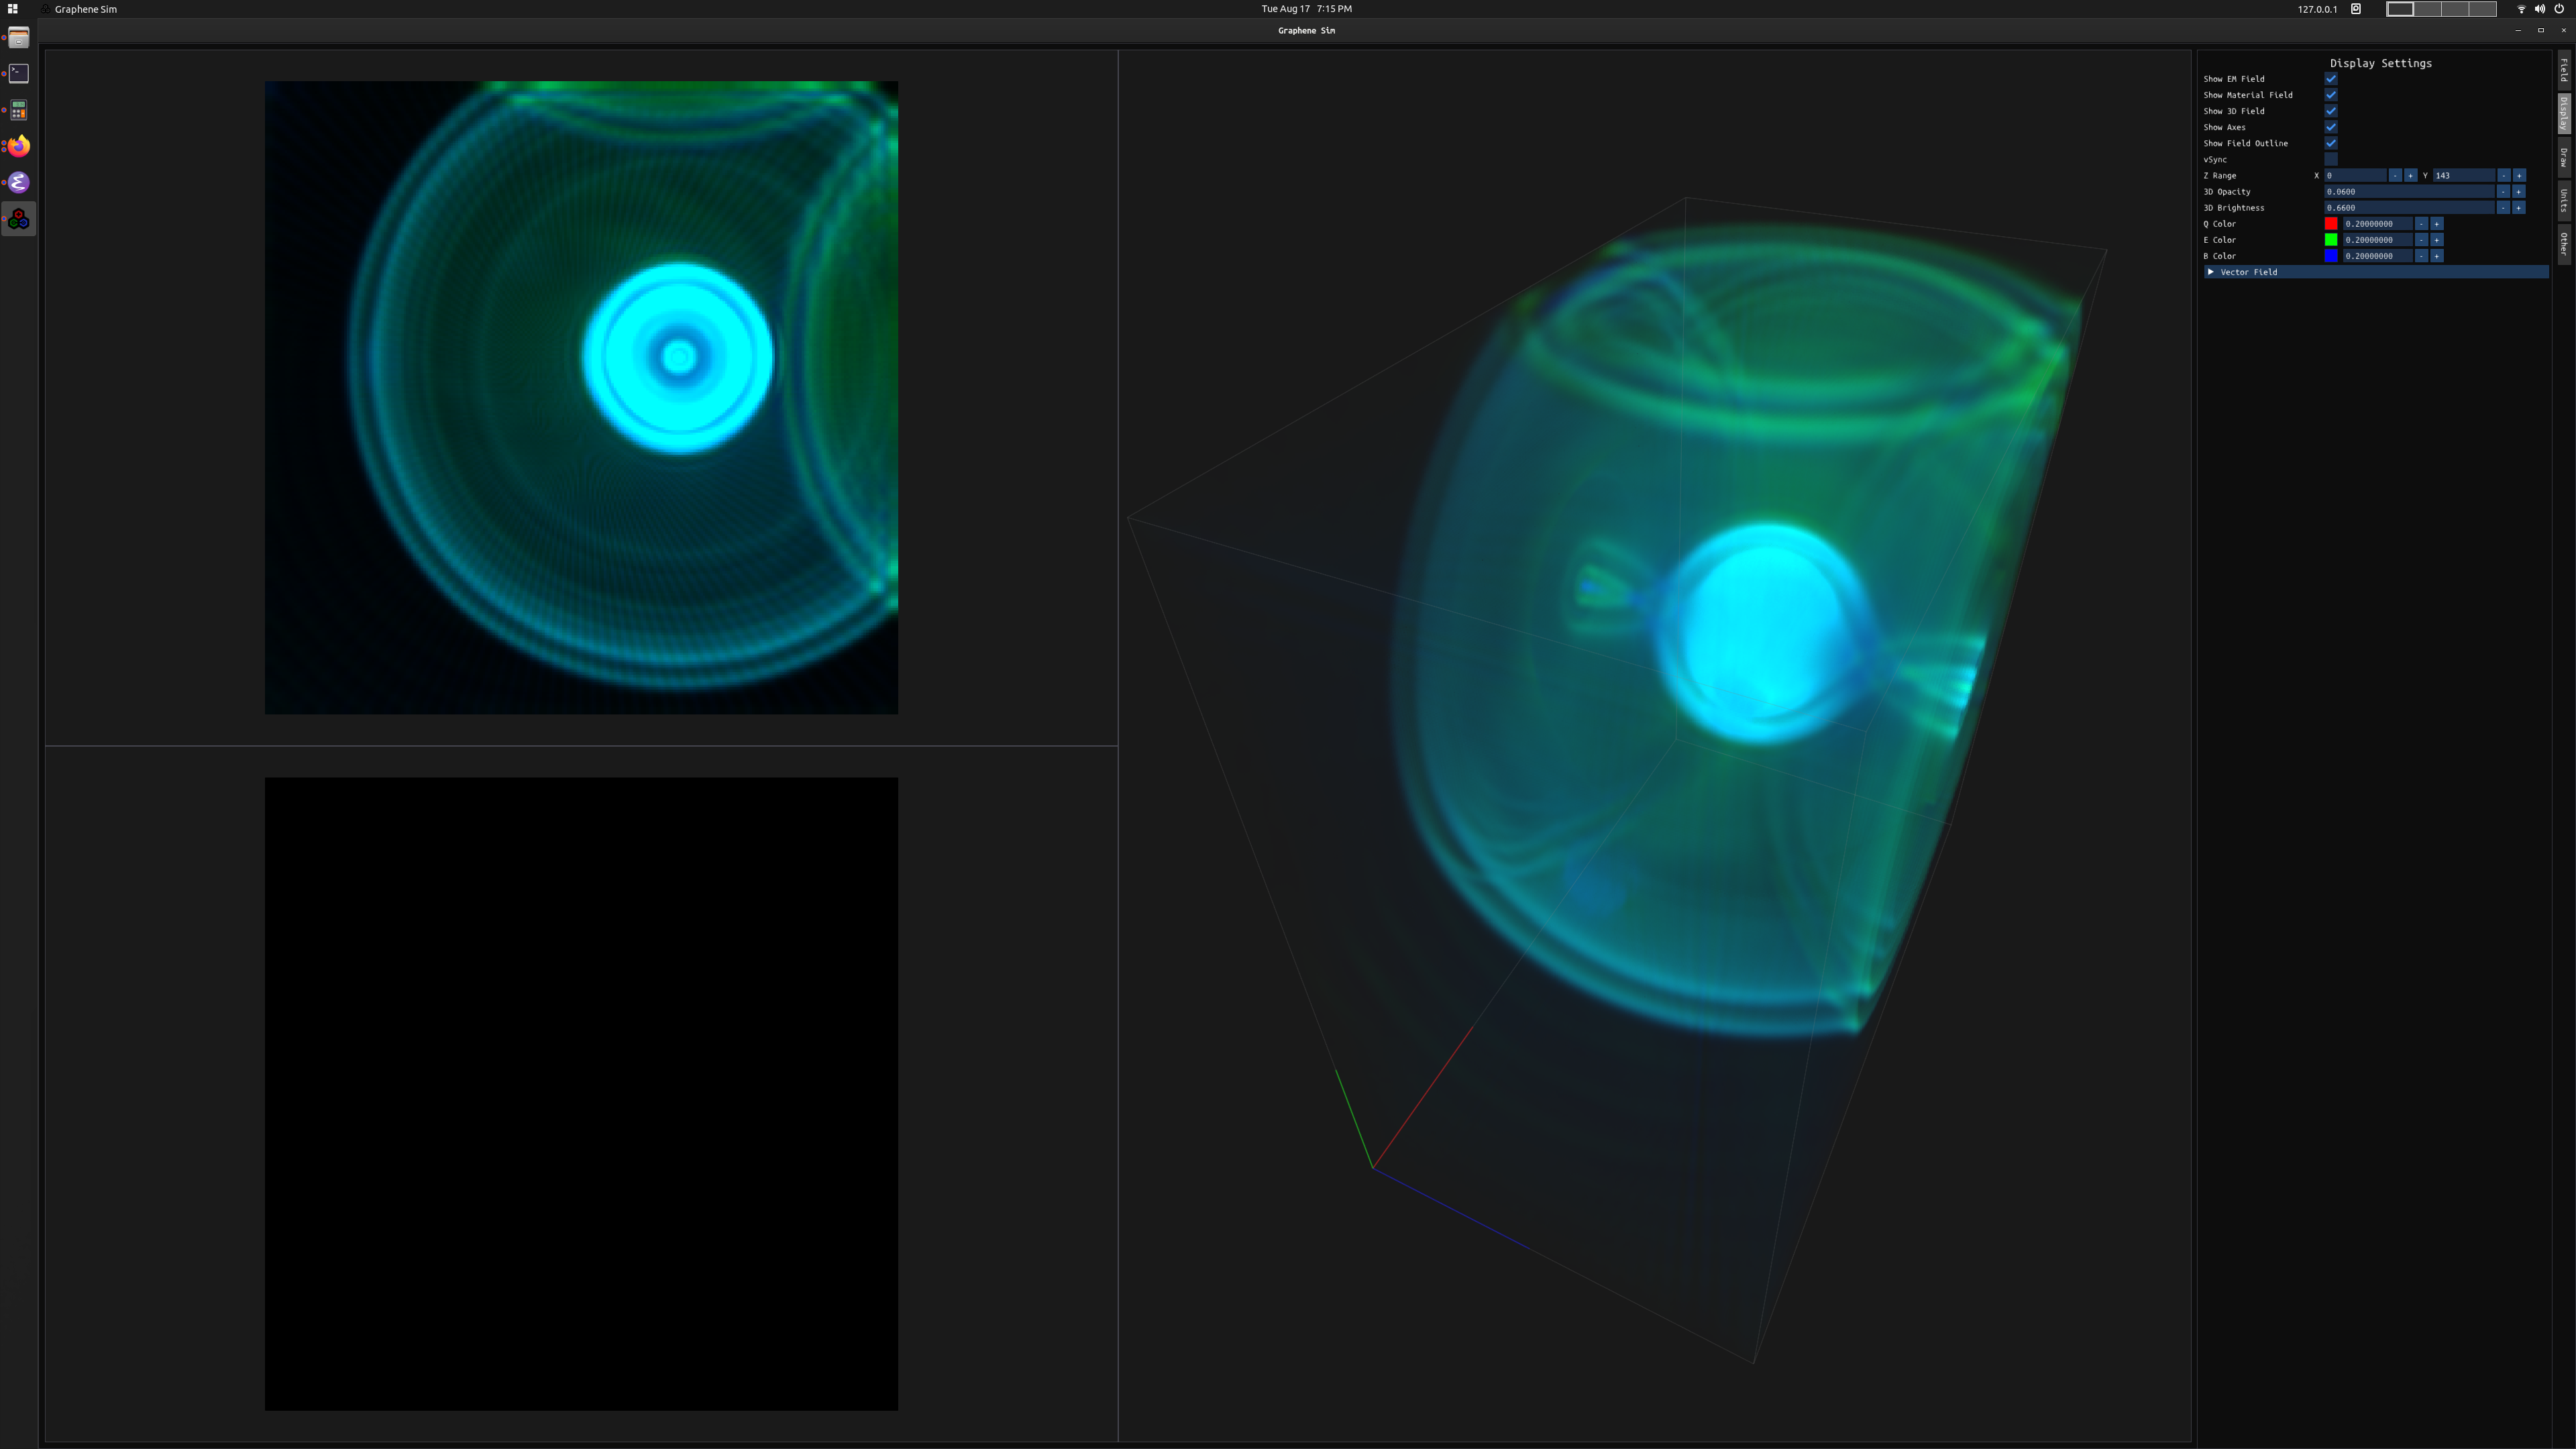 Graphene Sim
Tue Aug 17 7:15 PM
127.0.0.1
Graphene Sim
Display Settings
Show EM Field
Show Material Field
Show 3D Field
Show Axes
Show Field Outline
vSync
Z Range X 0 - + Y 143 - +
3D Opacity 0.0600 - +
3D Brightness 0.6600 - +
Q Color 0.20000000 - +
E Color 0.20000000 - +
B Color 0.20000000 - +
Vector Field
Field
Display
Draw
Units
Other